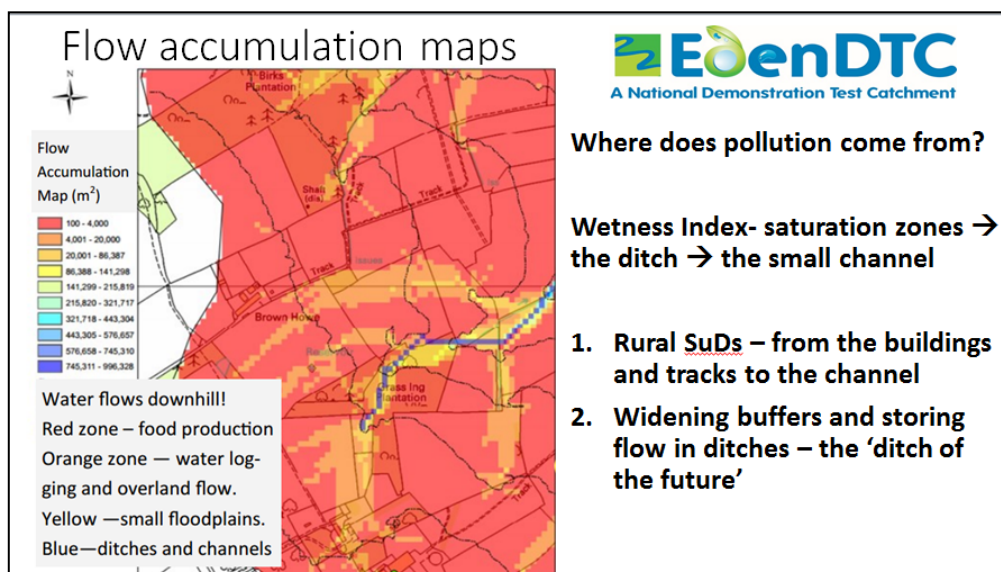 Flow accumulation maps
EdenDTC
A National Demonstration Test Catchment
N
Flow
Accumulation
Map (m²)
100 - 4,000
4,001 - 20,000
20,001 - 86,387
86,388 - 141,298
141,299 - 215,819
215,820 - 321,717
321,718 - 443,304
443,305 - 576,657
576,658 - 745,310
745,311 - 996,328
Birks
Plantation
Track
Track
Issues
Brown Howe
Grass Ing
Plantation
Track
Water flows downhill!
Red zone – food production
Orange zone — water log-
ging and overland flow.
Yellow —small floodplains.
Blue—ditches and channels
Where does pollution come from?
Wetness Index- saturation zones →
the ditch → the small channel
1. Rural SuDs – from the buildings
and tracks to the channel
2. Widening buffers and storing
flow in ditches – the ‘ditch of
the future’